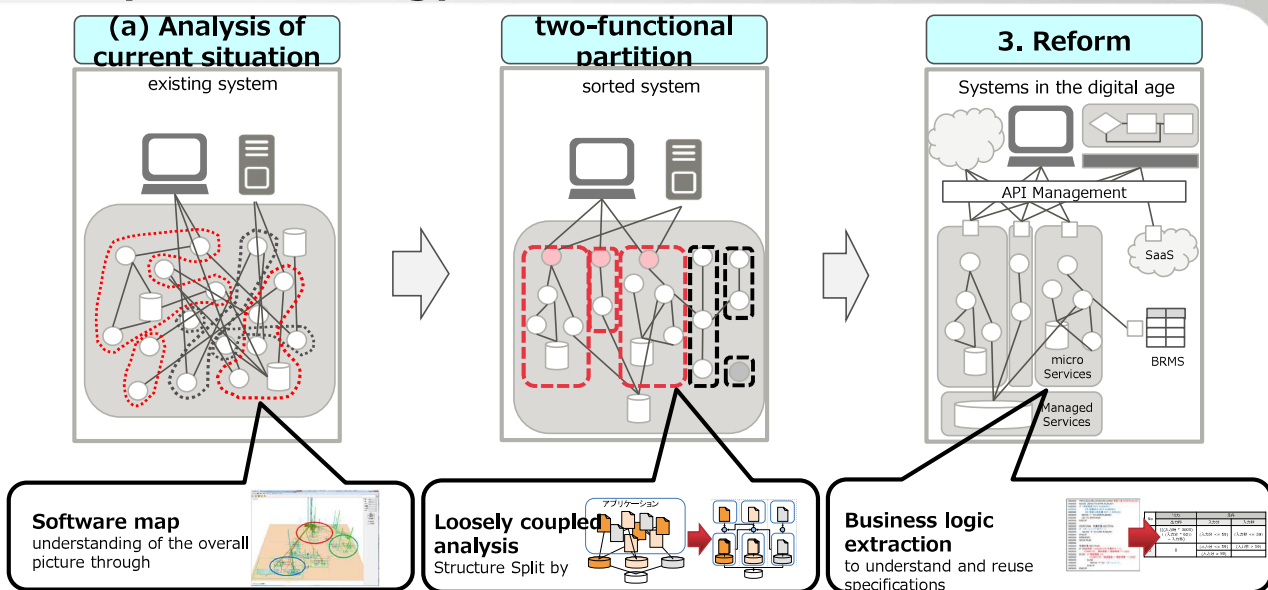 (a) Analysis of
current situation
existing system
two-functional
partition
sorted system
3. Reform
Systems in the digital age
API Management
SaaS
micro
Services
BRMS
Managed
Services
Software map
understanding of the overall
picture through
Loosely coupled
analysis
Structure Split by
アプリケーション
Business logic
extraction
to understand and reuse
specifications